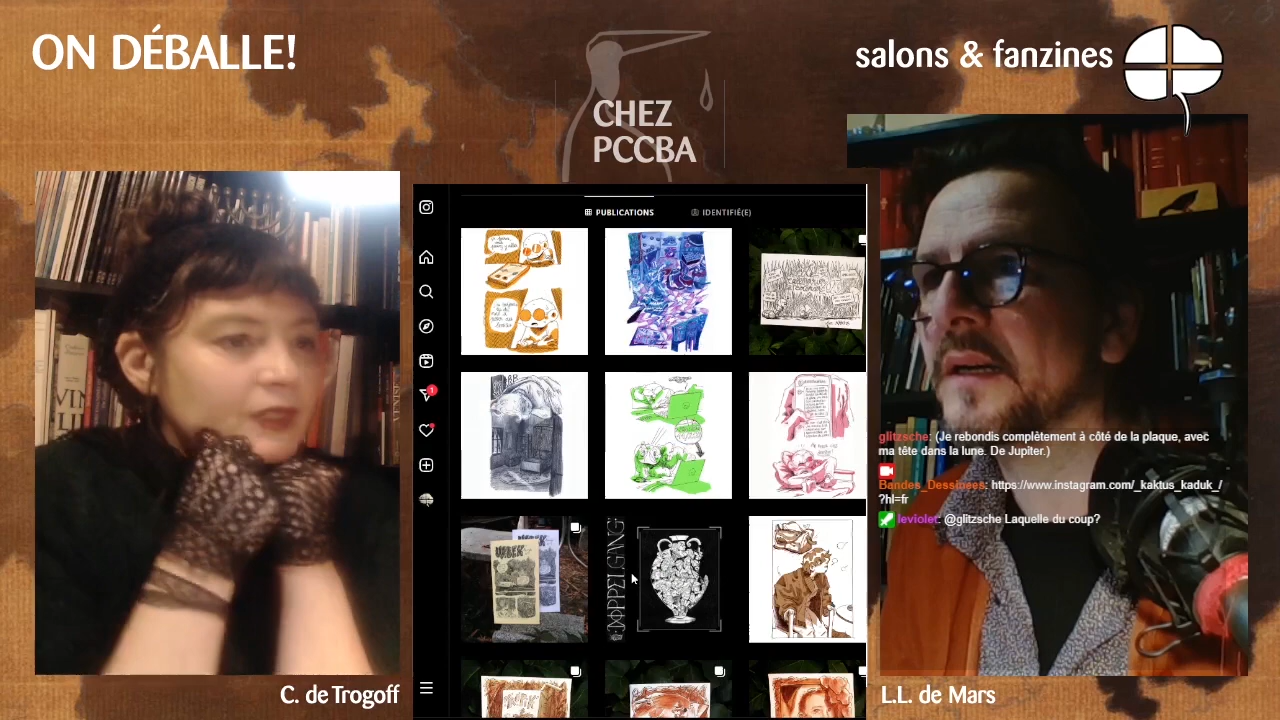 ON DÉBALLE!
salons & fanzines
CHEZ
PCCBA
PUBLICATIONS
IDENTIFIÉ(E)
1
glitzsche: (Je rebondis complètement à côté de la plaque, avec
ma tête dans la lune. De Jupiter.)
Bandes_Dessinees: https://www.instagram.com/_kaktus_kaduk_/
?hl=fr
leviolet: @glitzsche Laquelle du coup?
C. de Trogoff
L.L. de Mars